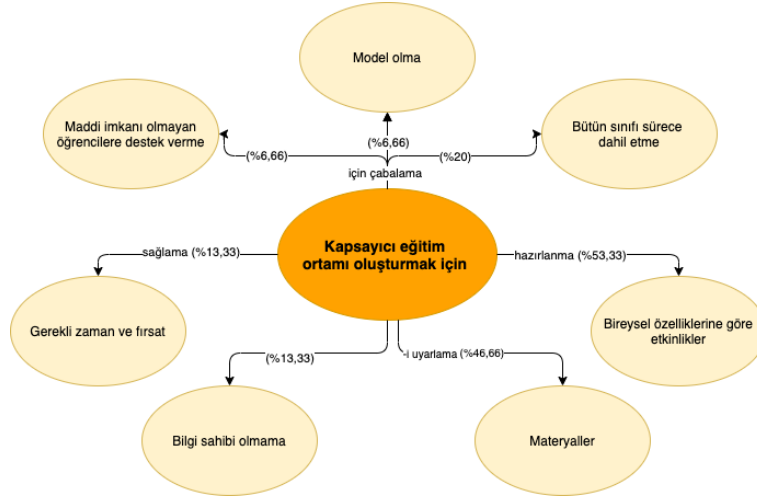 Model olma
Maddi imkanı olmayan
öğrencilere destek verme
Bütün sınıfı sürece
dahil etme
(%6,66)
(%6,66)
(%20)
için çabalama
Kapsayıcı eğitim
ortamı oluşturmak için
sağlama (%13,33)
hazırlanma (%53,33)
Gerekli zaman ve fırsat
Bireysel özelliklerine göre
etkinlikler
(%13,33)
-i uyarlama (%46,66)
Bilgi sahibi olmama
Materyaller